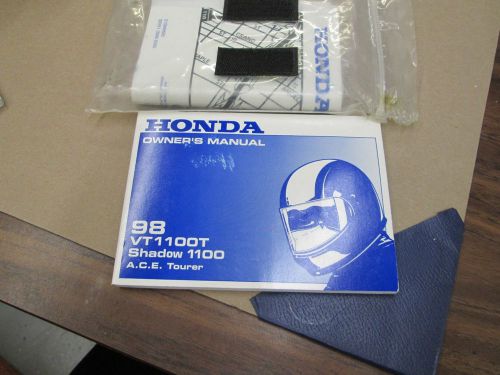 HONDA
HONDA
OWNER'S MANUAL
98
VT1100T
Shadow 1100
A.C.E. Tourer